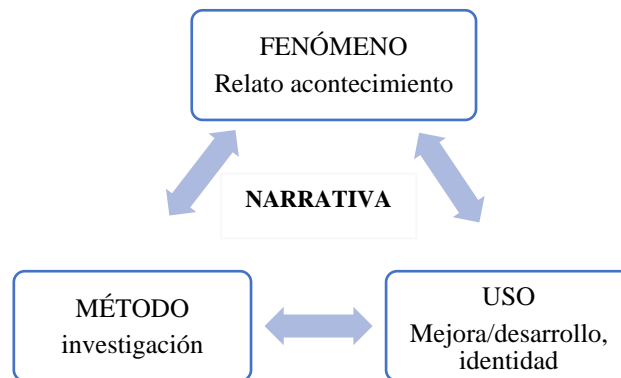 FENÓMENO
Relato acontecimiento
NARRATIVA
MÉTODO
investigación
USO
Mejora/desarrollo,
identidad